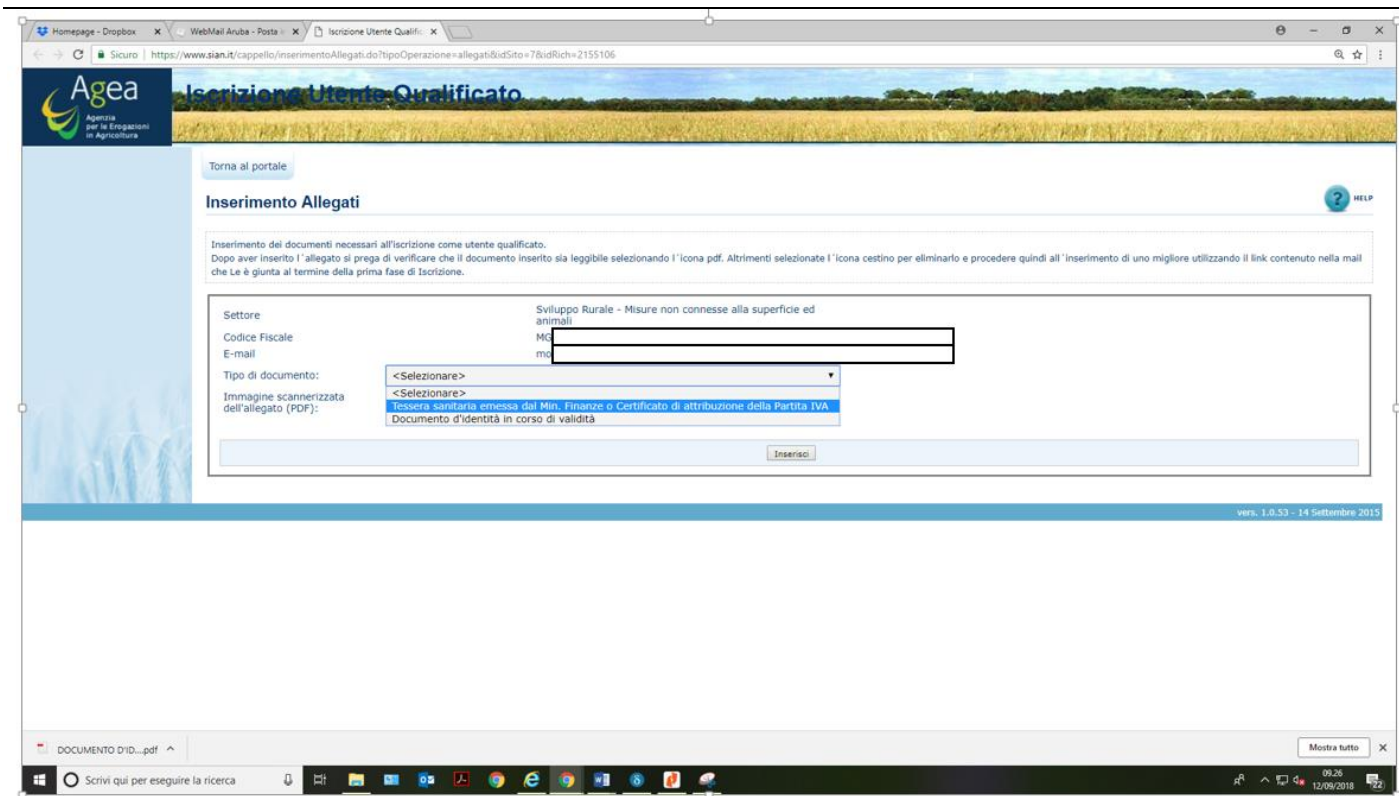 Homepage - Dropbox
WebMail Aruba - Posta
Iscrizione Utente Qualific
Sicuro | https://www.sian.it/cappello/inserimentoAllegati.do?tipoOperazione=allegati&idSito=7&idRich=2155106
Agea
Agenzia
per le Erogazioni
in Agricoltura
Iscrizione Utente Qualificato
Torna al portale
Inserimento Allegati
HELP
Inserimento dei documenti necessari all'iscrizione come utente qualificato.
Dopo aver inserito l'allegato si prega di verificare che il documento inserito sia leggibile selezionando l'icona pdf. Altrimenti selezionate l'icona cestino per eliminarlo e procedere quindi all'inserimento di uno migliore utilizzando il link contenuto nella mail
che Le è giunta al termine della prima fase di Iscrizione.
Settore
Sviluppo Rurale - Misure non connesse alla superficie ed
animali
Codice Fiscale
MG
E-mail
mo
Tipo di documento:
<Selezionare>
Immagine scannerizzata
dell'allegato (PDF):
<Selezionare>
Tessera sanitaria emessa dal Min. Finanze o Certificato di attribuzione della Partita IVA
Documento d'identità in corso di validità
Inserisci
vers. 1.0.53 - 14 Settembre 2015
DOCUMENTO D'ID....pdf
Mostra tutto
Scrivi qui per eseguire la ricerca
09.26
12/09/2018
22